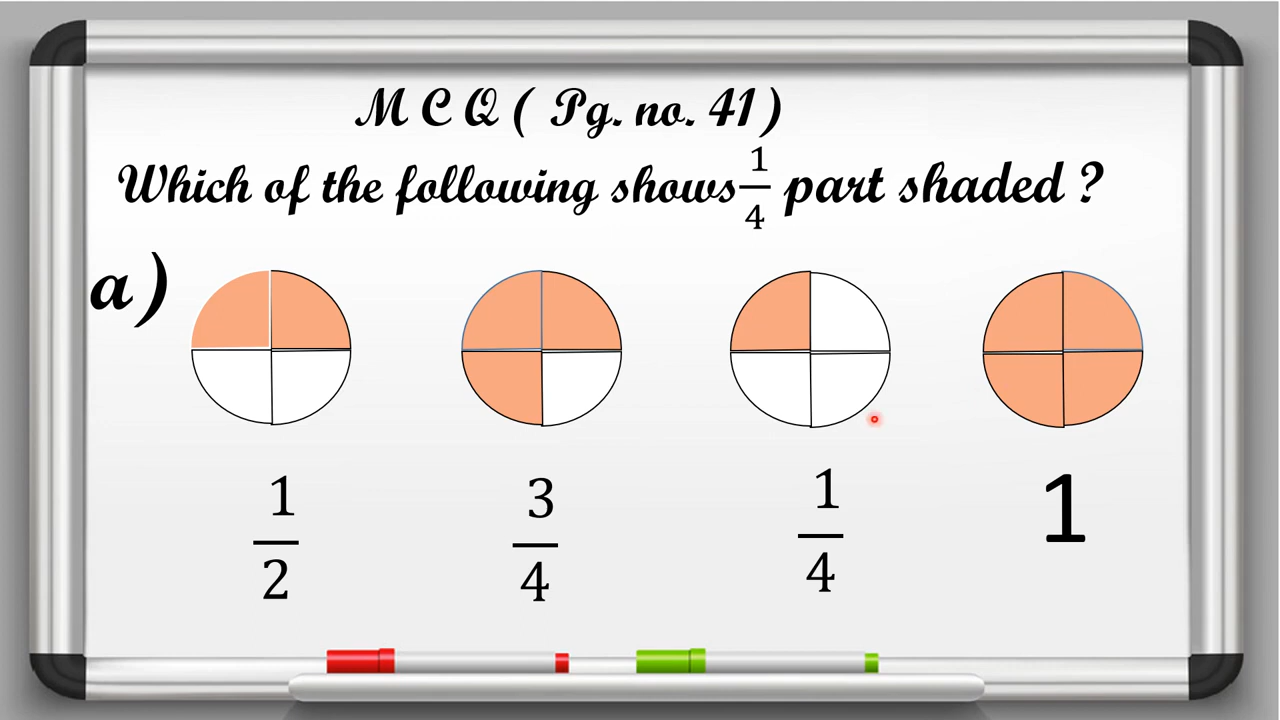 M C Q ( Pg. no. 41 )
Which of the following shows 1/4 part shaded ?
a)
1/2 3/4 1/4 1